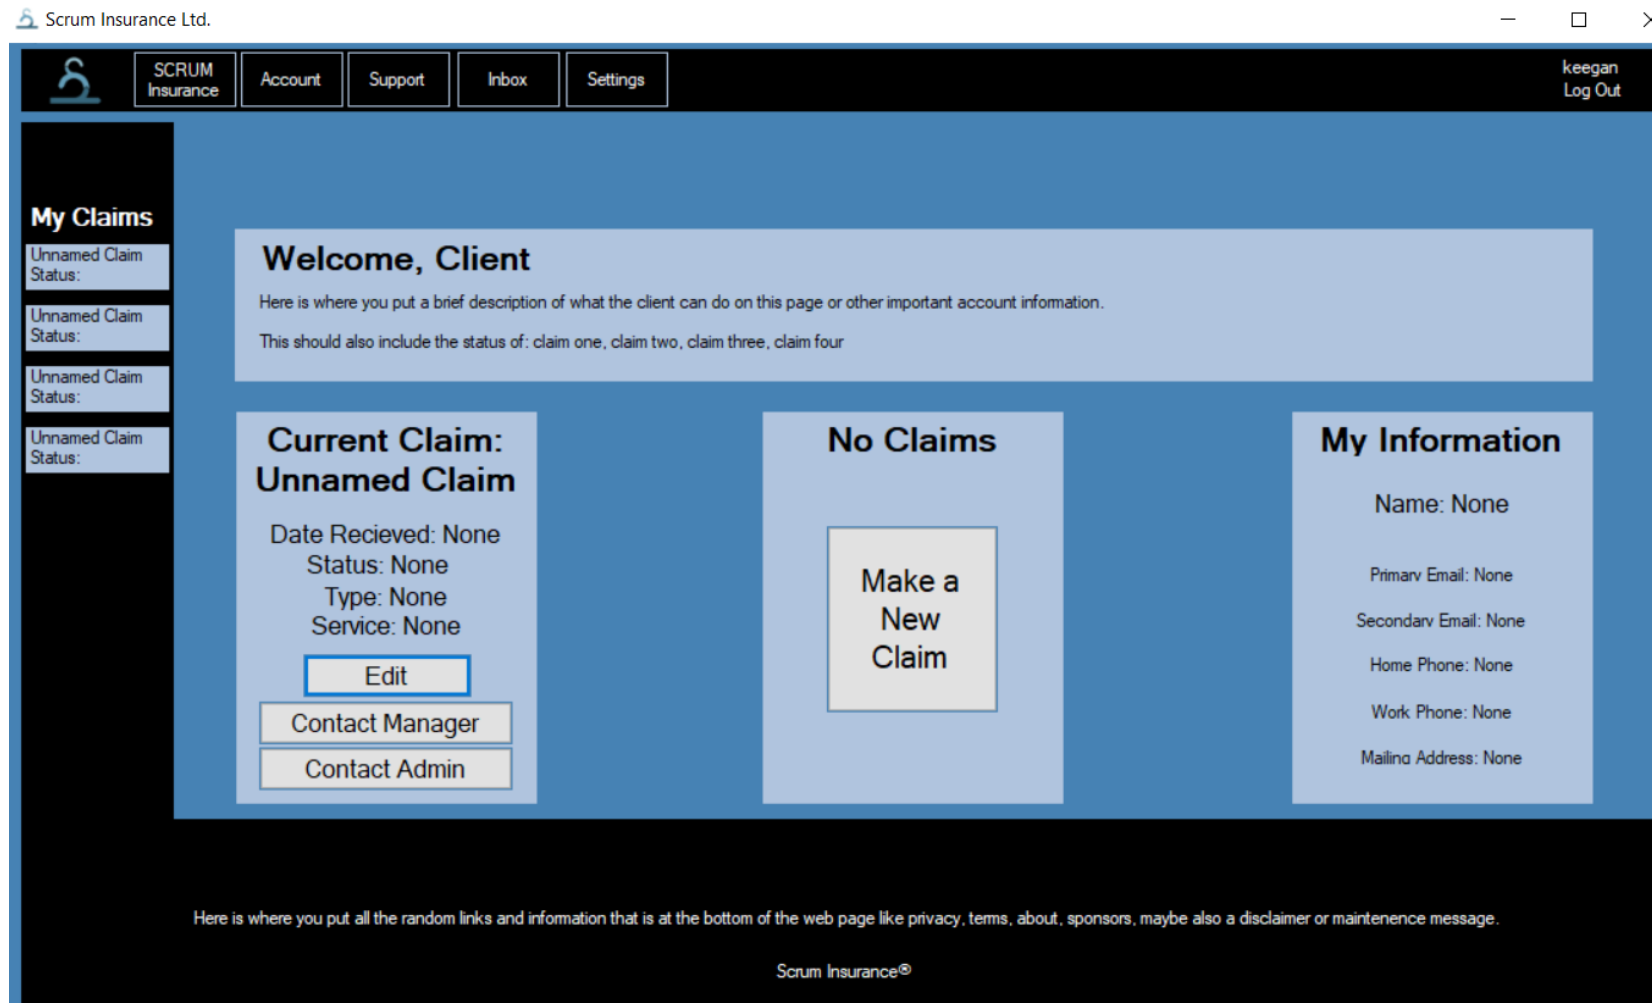 Scrum Insurance Ltd.
SCRUM
Insurance
Account
Support
Inbox
Settings
keegan
Log Out
My Claims
Unnamed Claim
Status:
Unnamed Claim
Status:
Unnamed Claim
Status:
Unnamed Claim
Status:
Welcome, Client
Here is where you put a brief description of what the client can do on this page or other important account information.
This should also include the status of: claim one, claim two, claim three, claim four
Current Claim:
Unnamed Claim
Date Recieved: None
Status: None
Type: None
Service: None
Edit
Contact Manager
Contact Admin
No Claims
Make a
New
Claim
My Information
Name: None
Primary Email: None
Secondary Email: None
Home Phone: None
Work Phone: None
Mailing Address: None
Here is where you put all the random links and information that is at the bottom of the web page like privacy, terms, about, sponsors, maybe also a disclaimer or maintenence message.
Scrum Insurance®